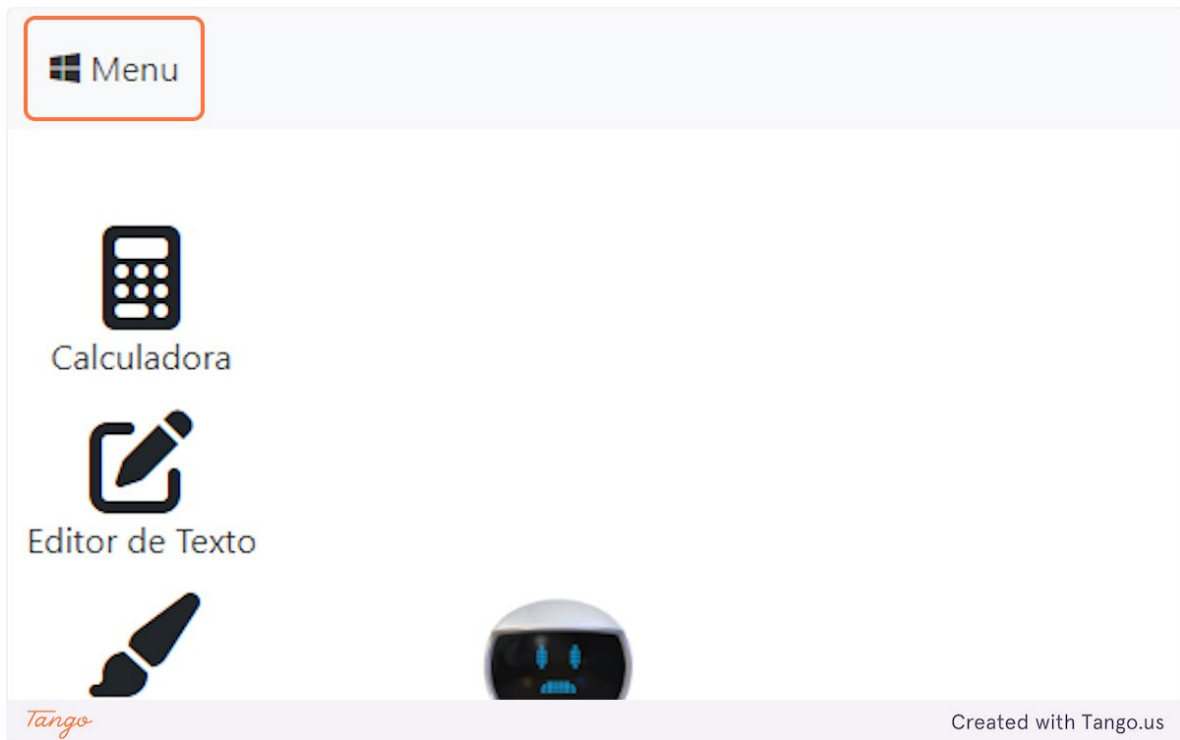 Menu
Calculadora
Editor de Texto
Tango
Created with Tango.us